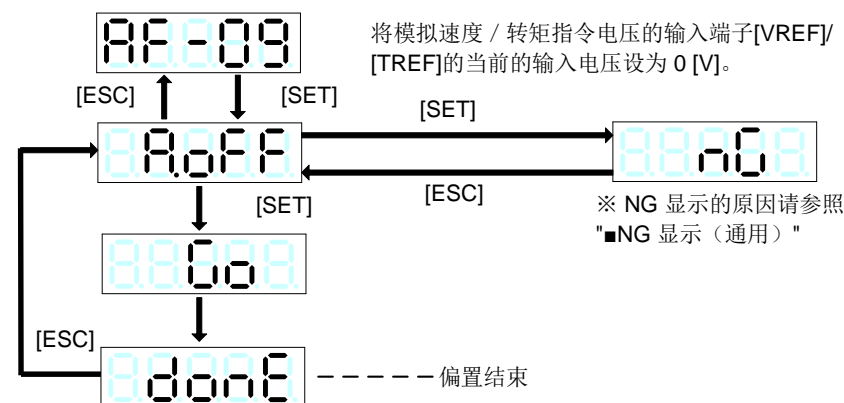 AF-09
将模拟速度／转矩指令电压的输入端子[VREF]/
[TREF]的当前的输入电压设为 0 [V]。
[ESC]
[SET]
[SET]
A.oFF
nG
[ESC]
[SET]
※ NG 显示的原因请参照
"■NG 显示（通用）"
Go
[ESC]
donE
－－－－－偏置结束